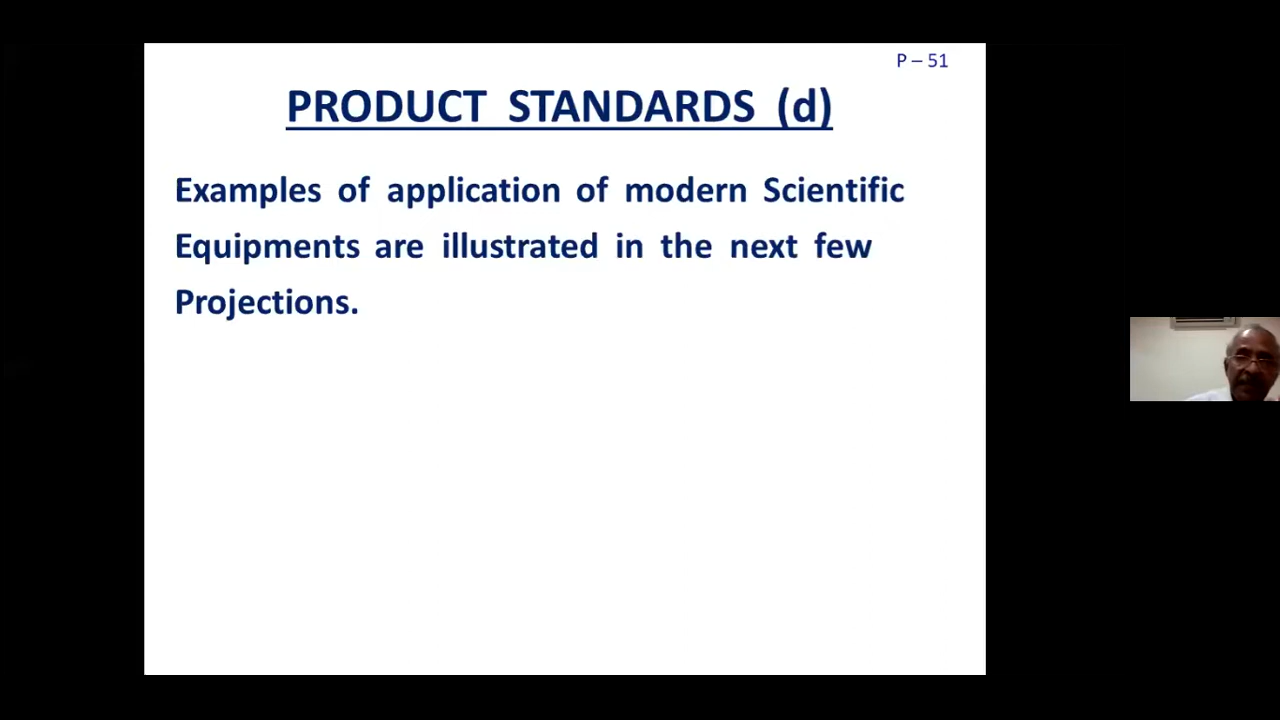 P – 51
PRODUCT STANDARDS (d)
Examples of application of modern Scientific
Equipments are illustrated in the next few
Projections.